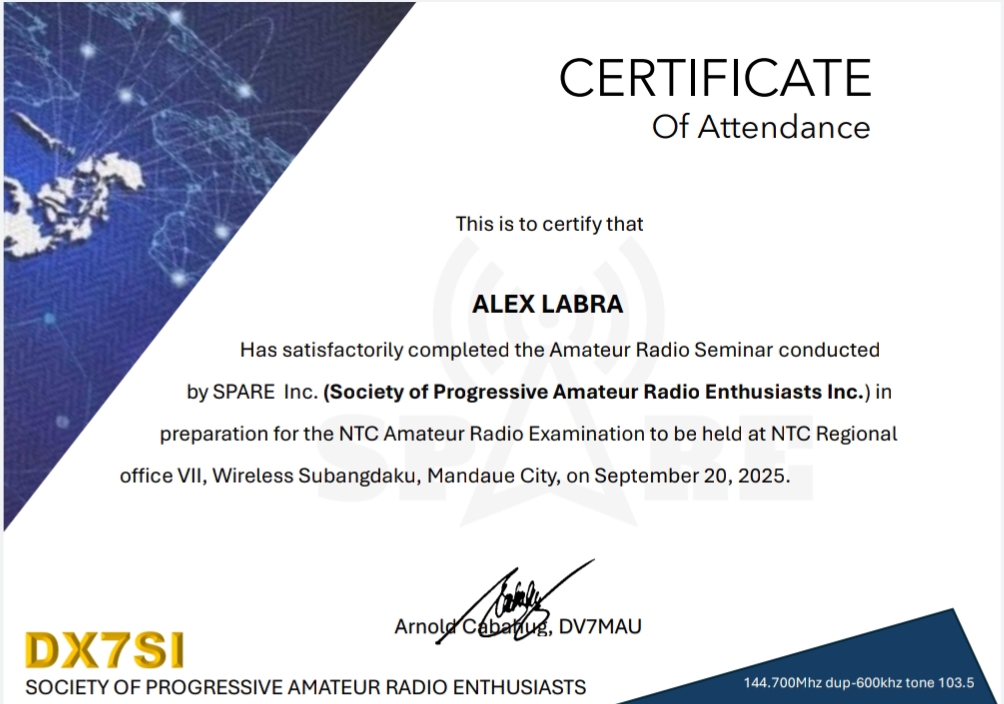 CERTIFICATE
Of Attendance
This is to certify that
ALEX LABRA
Has satisfactorily completed the Amateur Radio Seminar conducted
by SPARE Inc. (Society of Progressive Amateur Radio Enthusiasts Inc.) in
preparation for the NTC Amateur Radio Examination to be held at NTC Regional
office VII, Wireless Subangdaku, Mandaue City, on September 20, 2025.
SPARE
Arnold Cabahug, DV7MAU
DX7SI
SOCIETY OF PROGRESSIVE AMATEUR RADIO ENTHUSIASTS
144.700Mhz dup-600khz tone 103.5